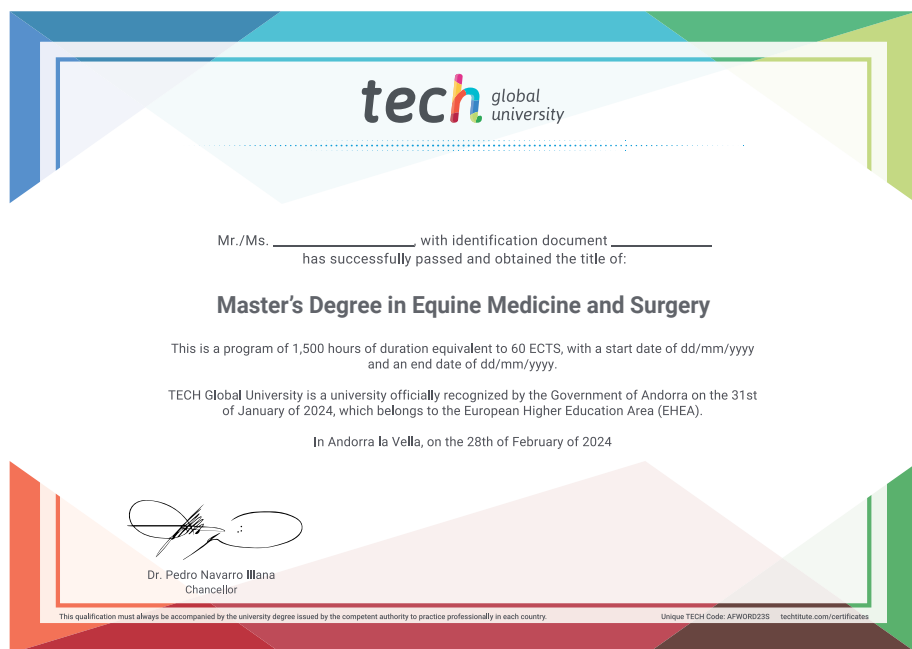 tech global
university
Mr./Ms. ____________, with identification document ____________
has successfully passed and obtained the title of:
Master's Degree in Equine Medicine and Surgery
This is a program of 1,500 hours of duration equivalent to 60 ECTS, with a start date of dd/mm/yyyy
and an end date of dd/mm/yyyy.
TECH Global University is a university officially recognized by the Government of Andorra on the 31st
of January of 2024, which belongs to the European Higher Education Area (EHEA).
In Andorra la Vella, on the 28th of February of 2024
Dr. Pedro Navarro Illana
Chancellor
This qualification must always be accompanied by the university degree issued by the competent authority to practice professionally in each country. Unique TECH Code: AFWORD23S techtitute.com/certificates